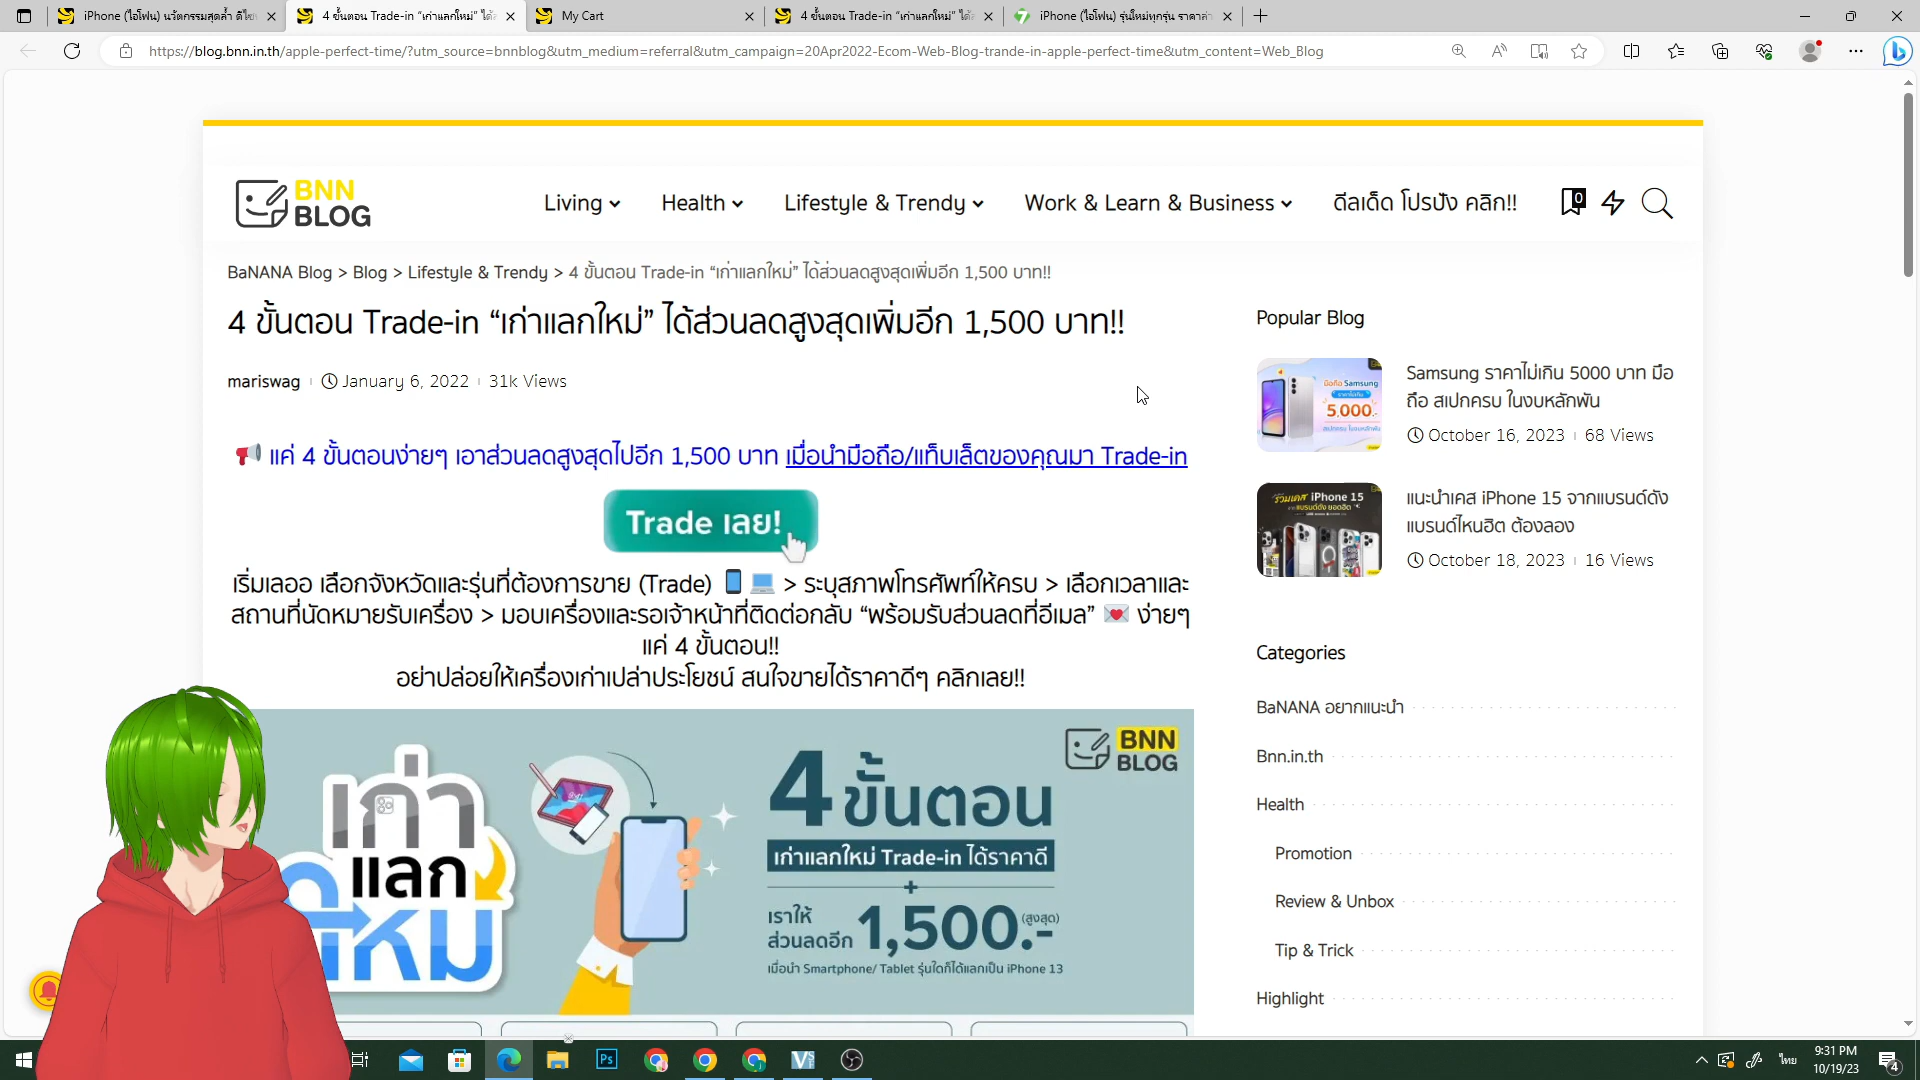 iPhone (ไอโฟน) นวัตกรรมสุดล้ำ ดีไซ
4 ขั้นตอน Trade-in "เก่าแลกใหม่" ได้ส
My Cart
4 ขั้นตอน Trade-in "เก่าแลกใหม่" ได้ส
iPhone (ไอโฟน) รุ่นใหม่ทุกรุ่น ราคาล่า
https://blog.bnn.in.th/apple-perfect-time/?utm_source=bnnblog&utm_medium=referral&utm_campaign=20Apr2022-Ecom-Web-Blog-trande-in-apple-perfect-time&utm_content=Web_Blog
BNN BLOG
Living
Health
Lifestyle & Trendy
Work & Learn & Business
ดีลเด็ด โปรปัง คลิก!!
0
BaNANA Blog > Blog > Lifestyle & Trendy > 4 ขั้นตอน Trade-in “เก่าแลกใหม่” ได้ส่วนลดสูงสุดเพิ่มอีก 1,500 บาท!!
4 ขั้นตอน Trade-in “เก่าแลกใหม่” ได้ส่วนลดสูงสุดเพิ่มอีก 1,500 บาท!!
mariswag
January 6, 2022
31k Views
แค่ 4 ขั้นตอนง่ายๆ เอาส่วนลดสูงสุดไปอีก 1,500 บาท เมื่อนำมือถือ/แท็บเล็ตของคุณมา Trade-in
Trade เลย!
เริ่มเลออ เลือกจังหวัดและรุ่นที่ต้องการขาย (Trade) > ระบุสภาพโทรศัพท์ให้ครบ > เลือกเวลาและ
สถานที่นัดหมายรับเครื่อง > มอบเครื่องและรอเจ้าหน้าที่ติดต่อกลับ “พร้อมรับส่วนลดที่อีเมล” ง่ายๆ
แค่ 4 ขั้นตอน!!
อย่าปล่อยให้เครื่องเก่าเปล่าประโยชน์ สนใจขายได้ราคาดีๆ คลิกเลย!!
BNN BLOG
เก่า
แลก
ใหม่
4 ขั้นตอน
เก่าแลกใหม่ Trade-in ได้ราคาดี
+
เราให้
ส่วนลดอีก 1,500.- (สูงสุด)
เมื่อนำ Smartphone/ Tablet รุ่นใดก็ได้แลกเป็น iPhone 13
Popular Blog
มือถือ Samsung
5,000.-
Samsung ราคาไม่เกิน 5000 บาท มือ
ถือ สเปกครบ ในงบหลักพัน
October 16, 2023
68 Views
รวมเคส iPhone 15
แนะนำเคส iPhone 15 จากแบรนด์ดัง
แบรนด์ไหนฮิต ต้องลอง
October 18, 2023
16 Views
Categories
BaNANA อยากแนะนำ
Bnn.in.th
Health
Promotion
Review & Unbox
Tip & Trick
Highlight
Ps
ไทย
9:31 PM
10/19/23
4